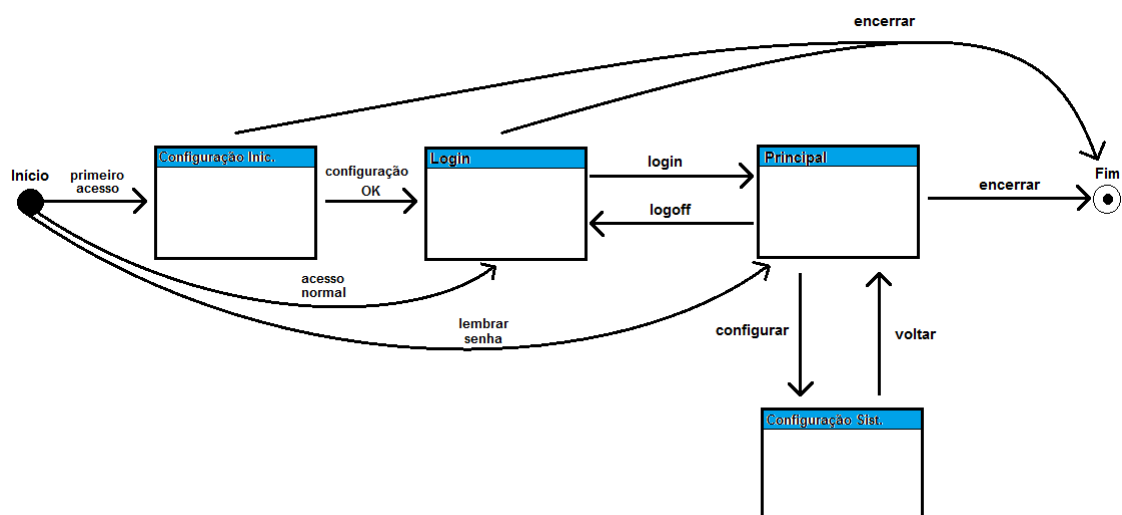 encerrar
Configuração Inic.
Login
Principal
Início
primeiro
acesso
configuração
OK
login
logoff
encerrar
Fim
acesso
normal
lembrar
senha
configurar
voltar
Configuração Sist.